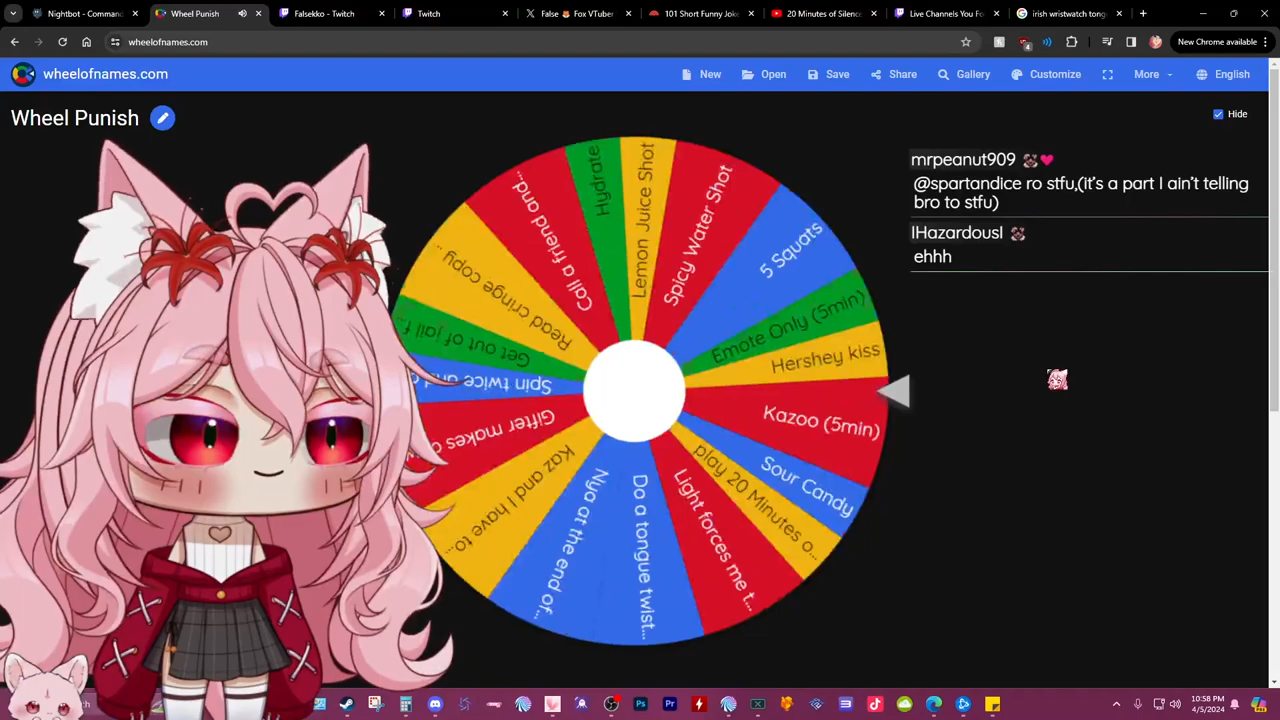 Nightbot - Comman
Wheel Punish
Falsekko - Twitch
Twitch
False 🦊 Fox VTuber
101 Short Funny Jok
20 Minutes of Silenc
Live Channels You Fo
irish wristwatch tong
wheelofnames.com
New Chrome available
wheelofnames.com
New
Open
Save
Share
Gallery
Customize
More
English
Wheel Punish
Hide
mrpeanut909
@spartandice ro stfu,(it's a part I ain't telling
bro to stfu)
lHazardousl
ehhh
Hydrate
Lemon Juice Shot
Spicy Water Shot
5 Squats
Emote Only (5min)
Hershey kiss
Kazoo (5min)
Sour Candy
play 20 Minutes o...
Light forces me t...
Do a tongue twist...
Nya at the end of...
Kaz and I have to...
Gifter makes
Spin twice and
Get out of jail f...
Read cringe copy...
Call a friend and...
10:58 PM
4/5/2024